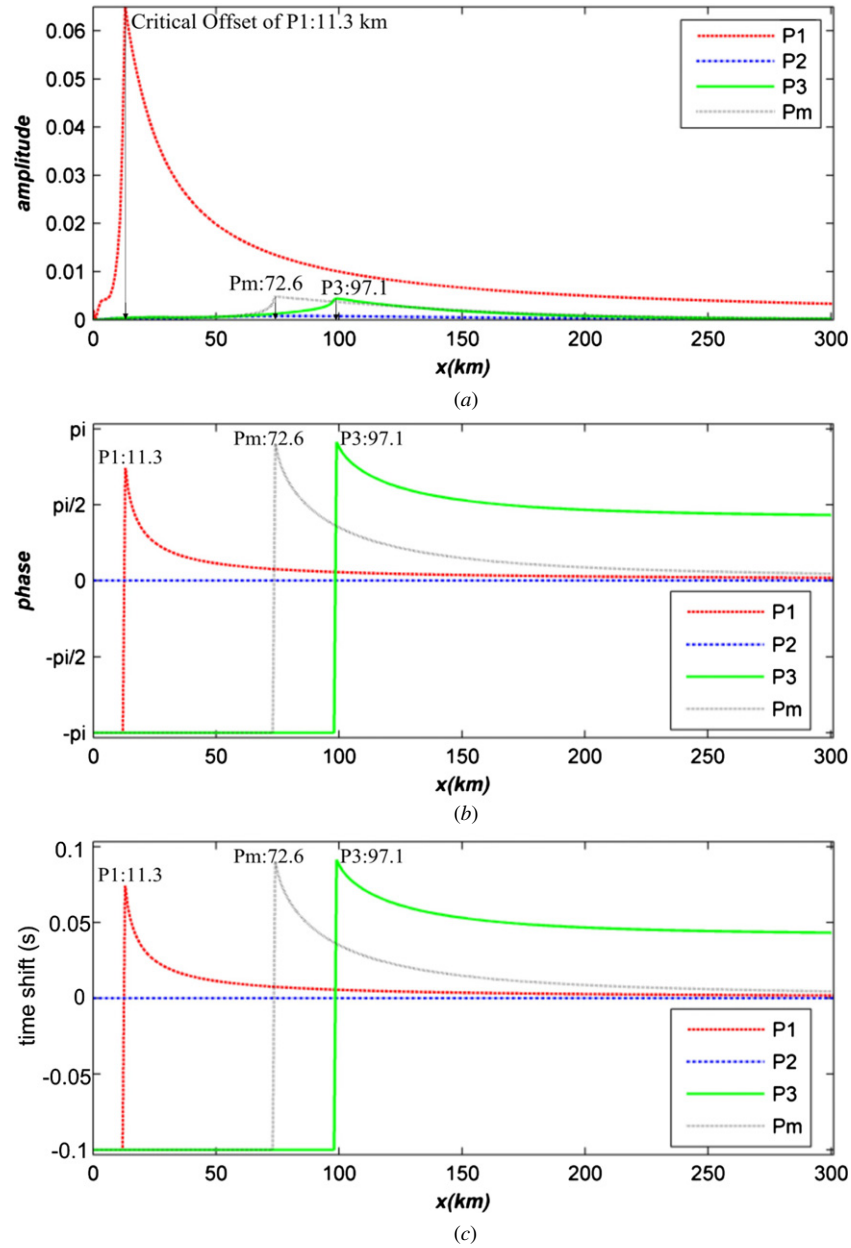 0.06
0.05
0.04
0.03
0.02
0.01
0
amplitude
Critical Offset of P1:11.3 km
Pm:72.6
P3:97.1
P1
P2
P3
Pm
0 50 100 150 200 250 300
x(km)
(a)
pi
pi/2
0
-pi/2
-pi
phase
P1:11.3
Pm:72.6
P3:97.1
P1
P2
P3
Pm
0 50 100 150 200 250 300
x(km)
(b)
0.1
0.05
0
-0.05
-0.1
time shift (s)
P1:11.3
Pm:72.6
P3:97.1
P1
P2
P3
Pm
0 50 100 150 200 250 300
x(km)
(c)